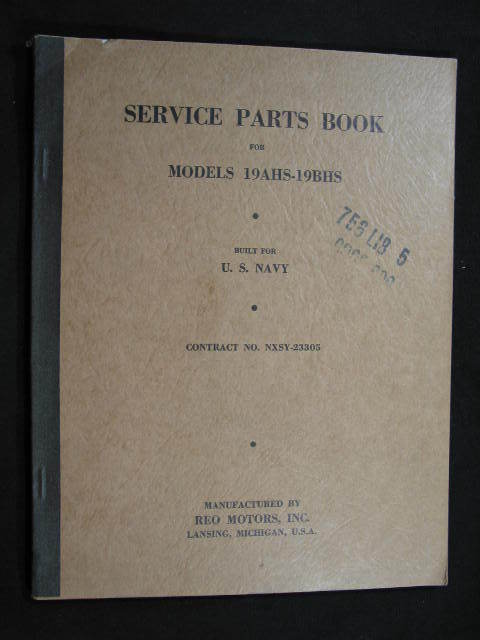 SERVICE PARTS BOOK
FOR
MODELS 19AHS-19BHS
BUILT FOR
U. S. NAVY
CONTRACT NO. NXSY-23305
MANUFACTURED BY
REO MOTORS, INC.
LANSING, MICHIGAN, U.S.A.